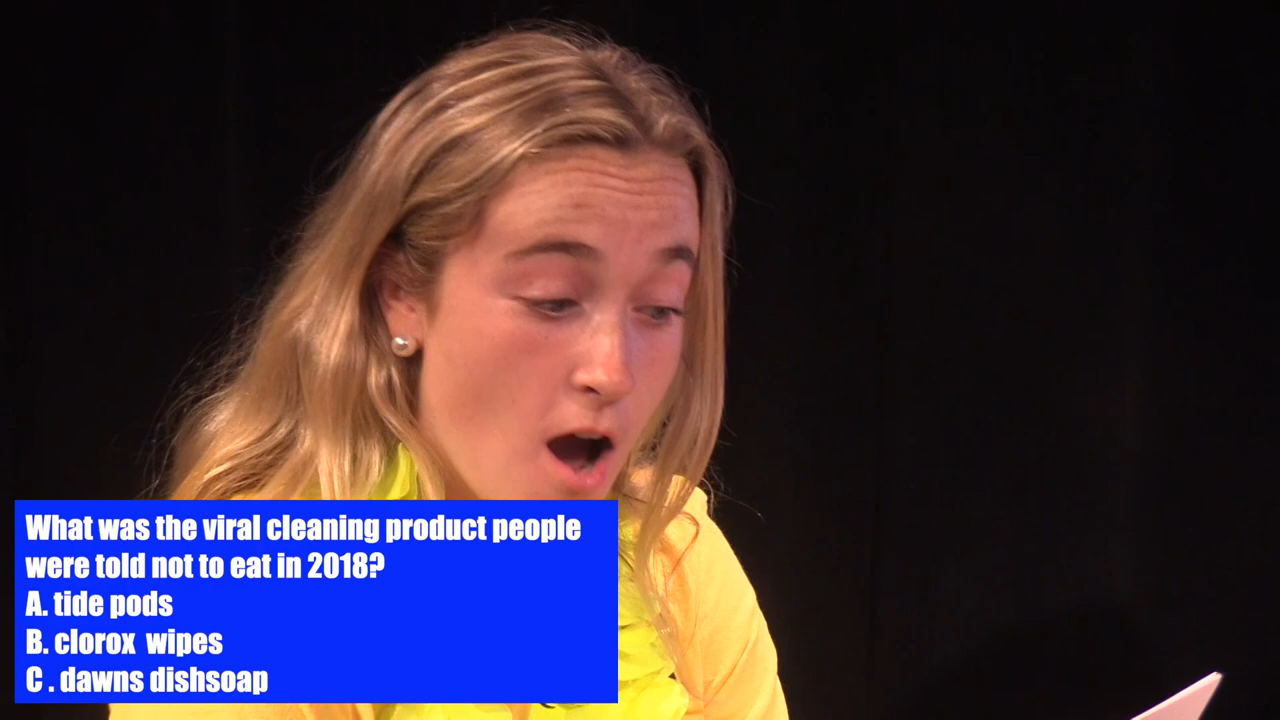 What was the viral cleaning product people
were told not to eat in 2018?
A. tide pods
B. clorox  wipes
C . dawns dishsoap